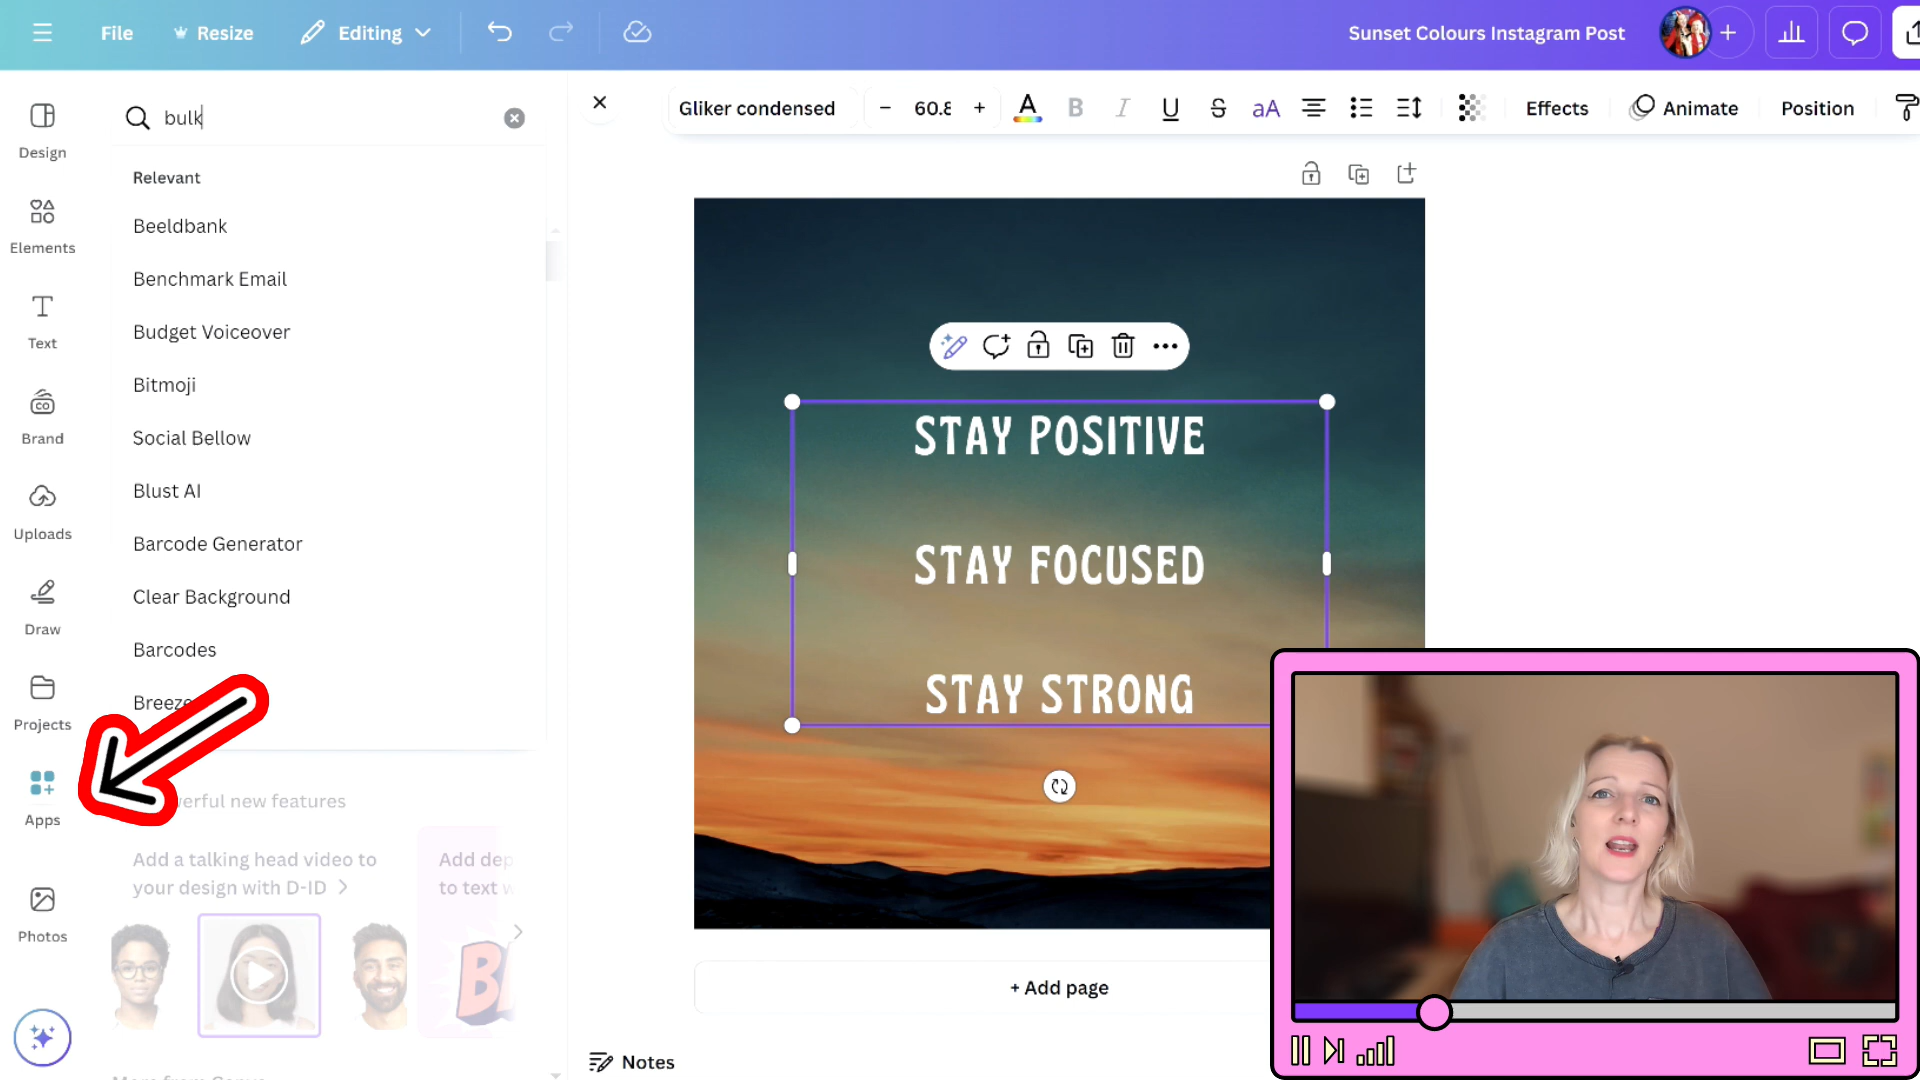 File
Resize
Editing
Sunset Colours Instagram Post
Design
Elements
Text
Brand
Uploads
Draw
Projects
Apps
Photos
bulk
Relevant
Beeldbank
Benchmark Email
Budget Voiceover
Bitmoji
Social Bellow
Blust AI
Barcode Generator
Clear Background
Barcodes
Add a talking head video to
your design with D-ID
Gliker condensed
60.8
A
B
I
U
S
aA
Effects
Animate
Position
STAY POSITIVE
STAY FOCUSED
STAY STRONG
+ Add page
Notes
new features